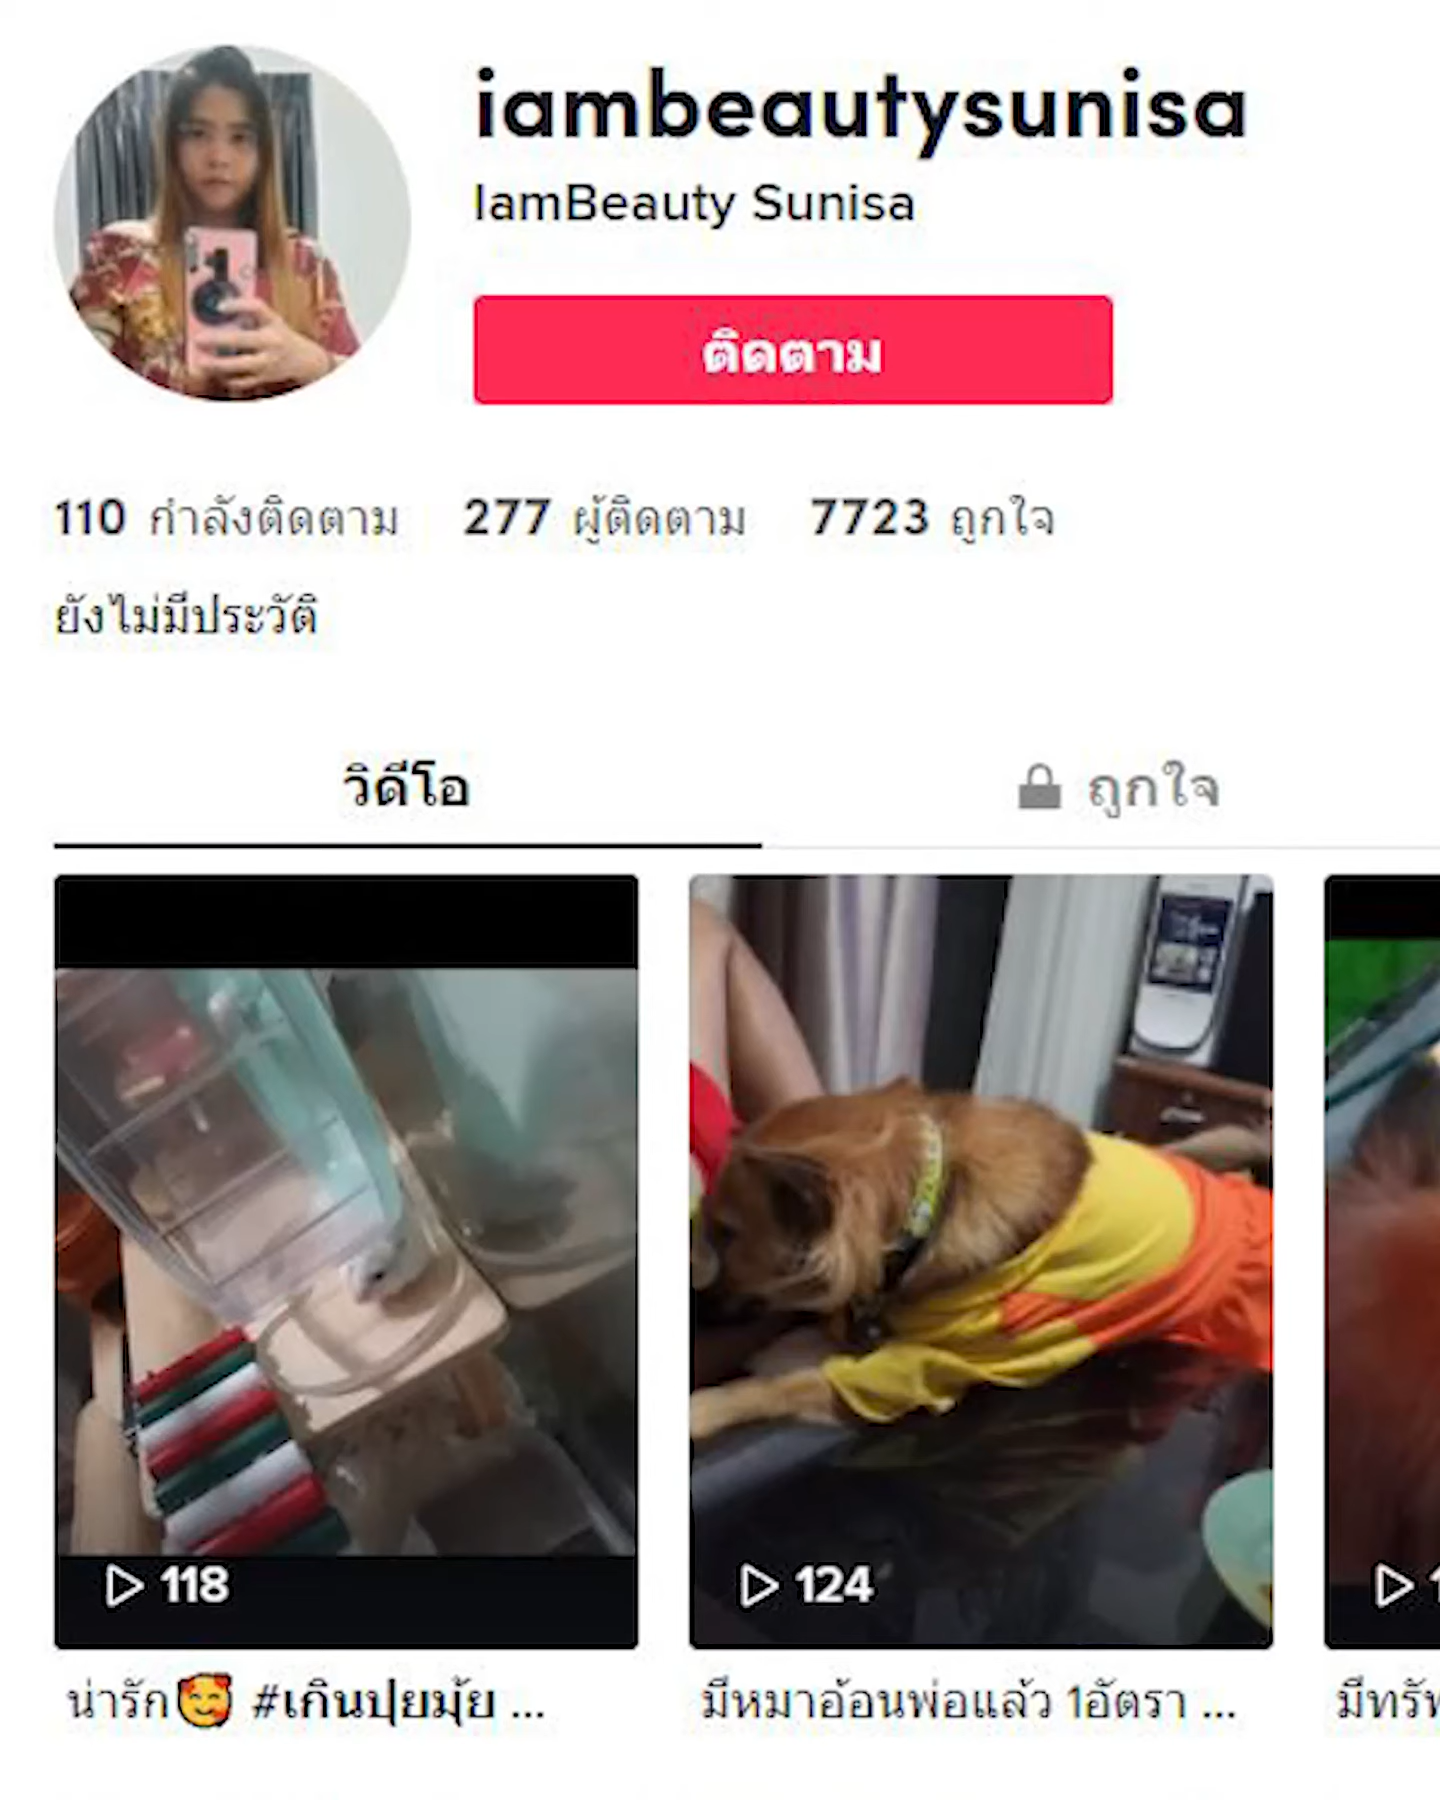 iambeautysunisa
IamBeauty Sunisa
ติดตาม
110 กำลังติดตาม 277 ผู้ติดตาม 7723 ถูกใจ
ยังไม่มีประวัติ
วิดีโอ ถูกใจ
118 124
น่ารัก🥰 #เกินปุยมุ้ย ... มีหมาอ้อนพ่อแล้ว 1อัตรา ...